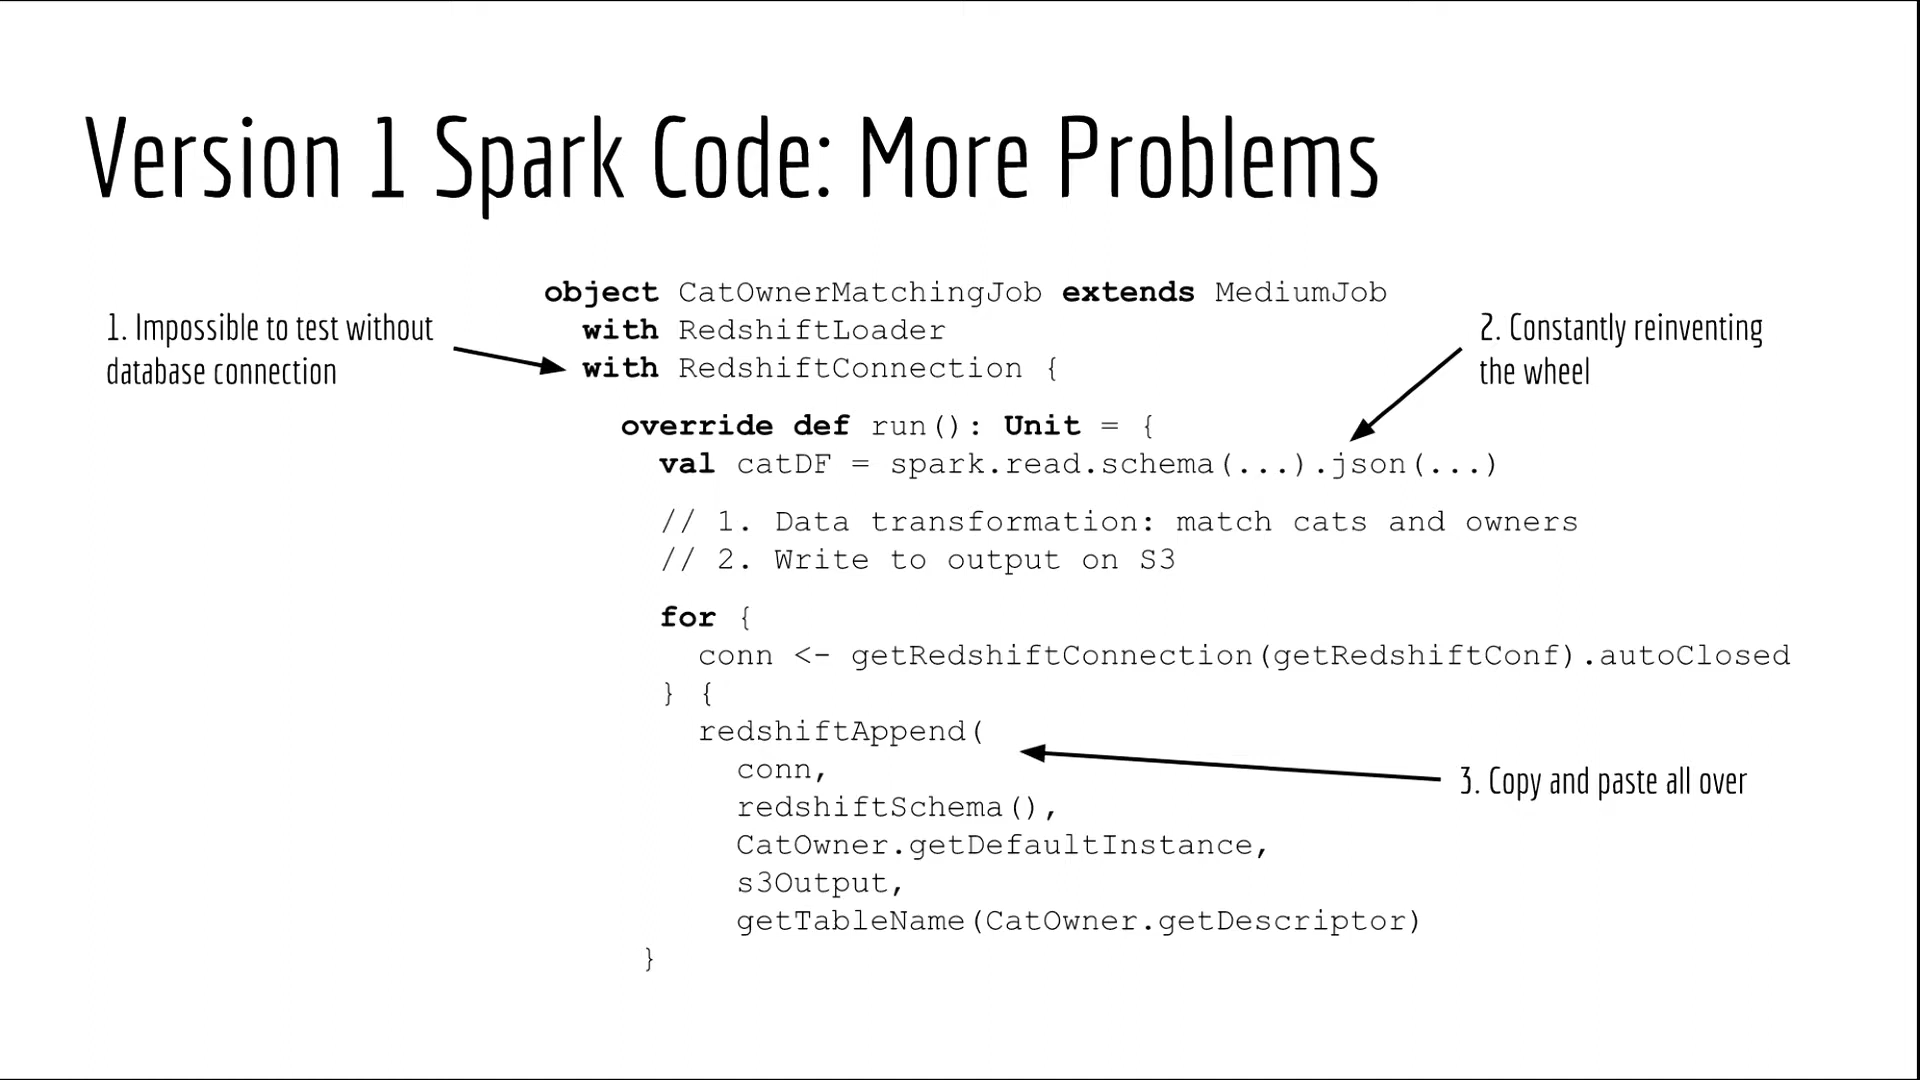 Version 1 Spark Code: More Problems
1. Impossible to test without
database connection
object CatOwnerMatchingJob extends MediumJob
with RedshiftLoader
with RedshiftConnection {
2. Constantly reinventing
the wheel
override def run(): Unit = {
val catDF = spark.read.schema(...).json(...)
// 1. Data transformation: match cats and owners
// 2. Write to output on S3
for {
conn <- getRedshiftConnection(getRedshiftConf).autoClosed
} {
redshiftAppend(
conn,
redshiftSchema(),
CatOwner.getDefaultInstance,
s3Output,
getTableName(CatOwner.getDescriptor)
}
3. Copy and paste all over